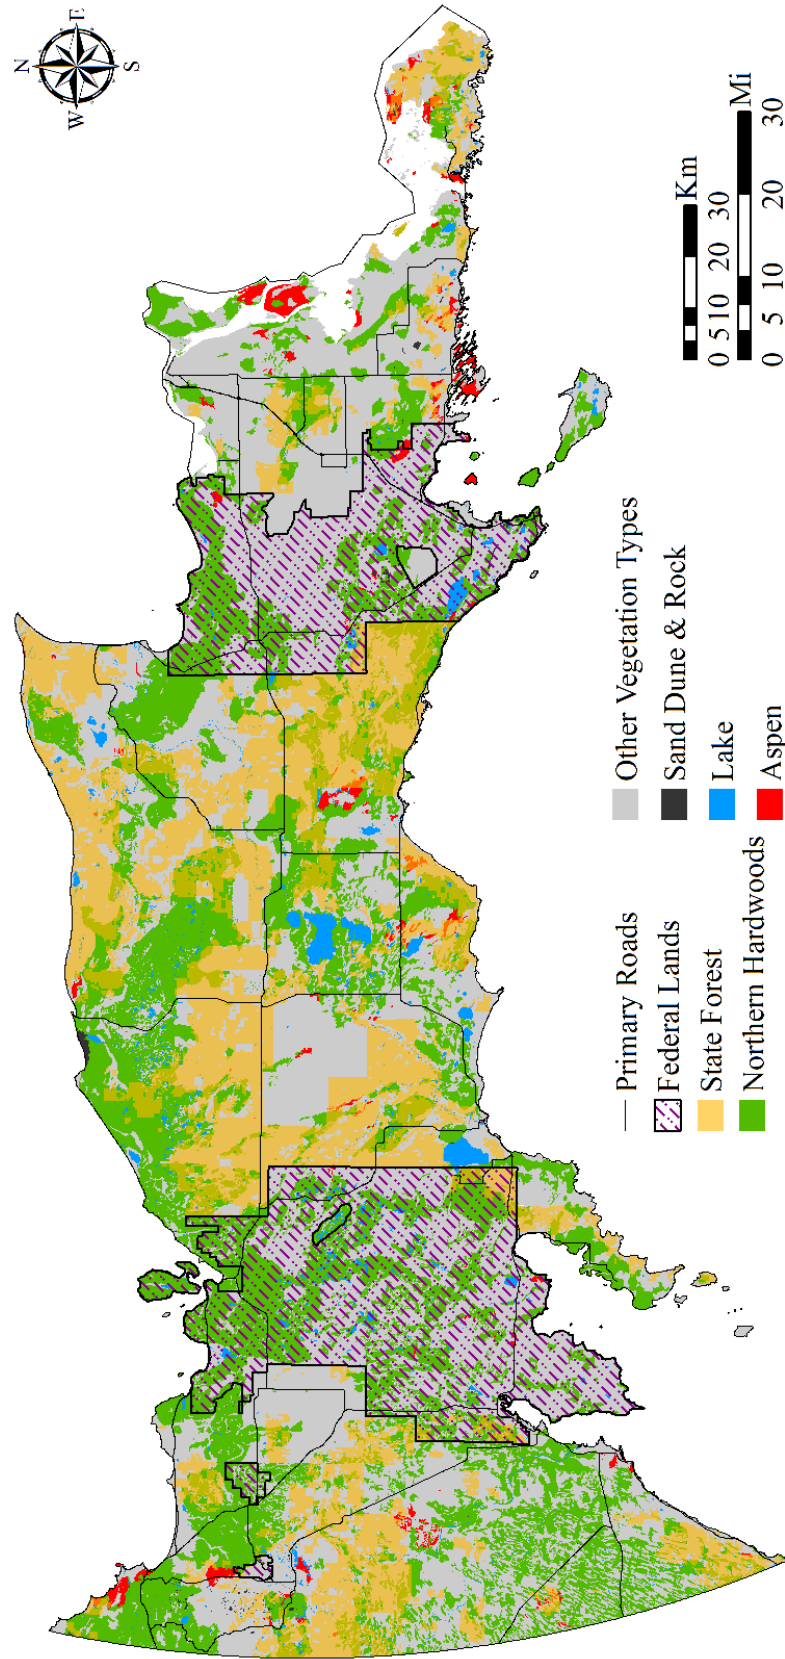 N
E
W
S
Primary Roads
Federal Lands
State Forest
Northern Hardwoods
Other Vegetation Types
Sand Dune & Rock
Lake
Aspen
Km
0 5 10 20 30
Mi
0 5 10 20 30